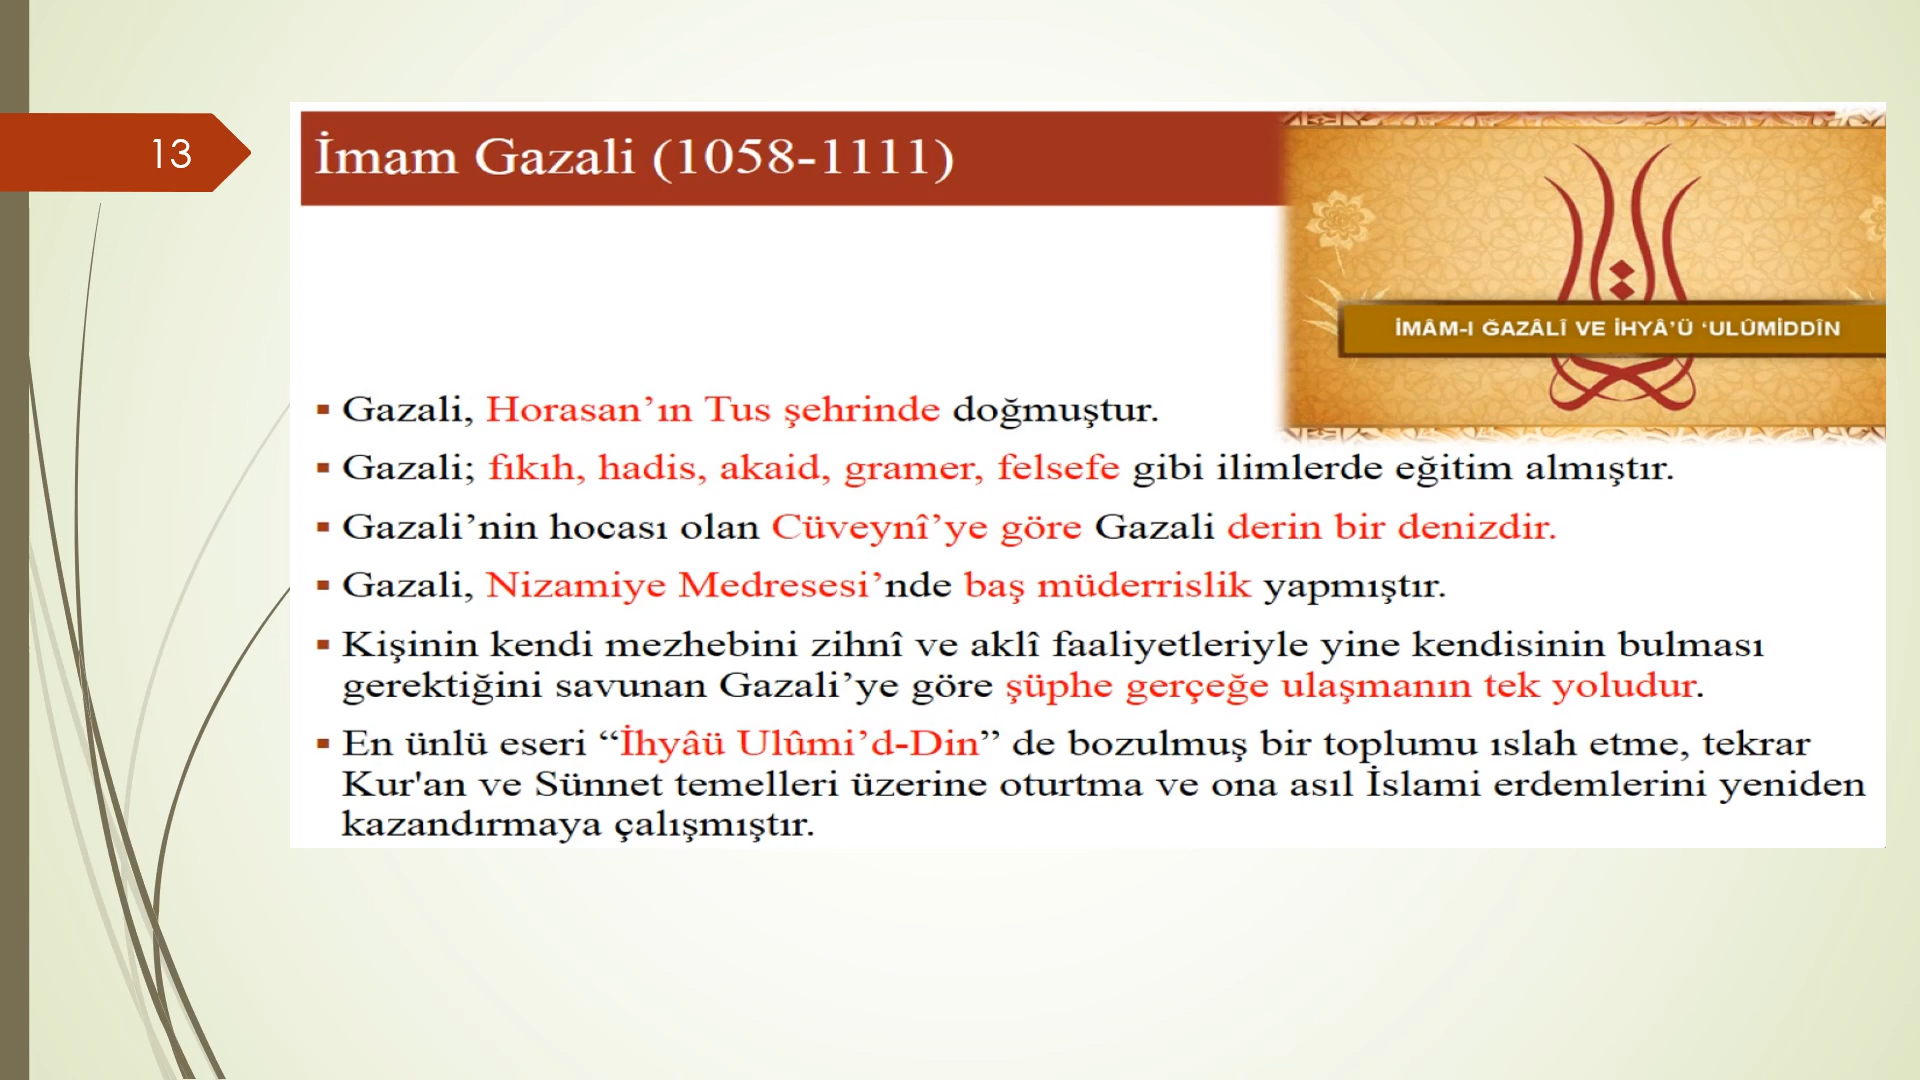 13
İmam Gazali (1058-1111)
İMÂM-I ĞAZÂLÎ VE İHYÂ’Ü ‘ULÛMİDDÎN
▪ Gazali, Horasan’ın Tus şehrinde doğmuştur.
▪ Gazali; fıkıh, hadis, akaid, gramer, felsefe gibi ilimlerde eğitim almıştır.
▪ Gazali’nin hocası olan Cüveynî’ye göre Gazali derin bir denizdir.
▪ Gazali, Nizamiye Medresesi’nde baş müderrislik yapmıştır.
▪ Kişinin kendi mezhebini zihnî ve aklî faaliyetleriyle yine kendisinin bulması
gerektiğini savunan Gazali’ye göre şüphe gerçeğe ulaşmanın tek yoludur.
▪ En ünlü eseri “İhyâü Ulûmi’d-Din” de bozulmuş bir toplumu ıslah etme, tekrar
Kur'an ve Sünnet temelleri üzerine oturtma ve ona asıl İslami erdemlerini yeniden
kazandırmaya çalışmıştır.